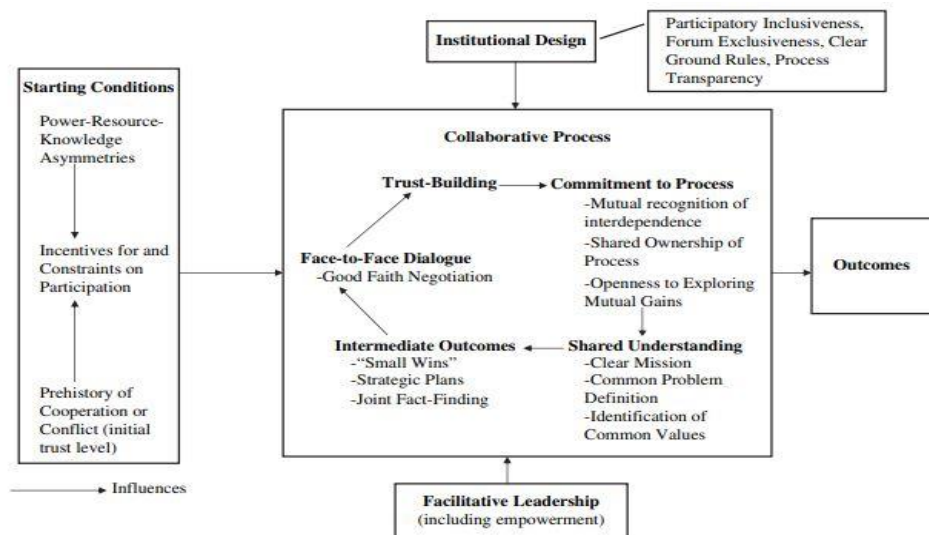 Institutional Design
Participatory Inclusiveness,
Forum Exclusiveness, Clear
Ground Rules, Process
Transparency
Starting Conditions
Power-Resource-
Knowledge
Asymmetries
Incentives for and
Constraints on
Participation
Prehistory of
Cooperation or
Conflict (initial
trust level)
Influences
Collaborative Process
Trust-Building
Commitment to Process
-Mutual recognition of
interdependence
-Shared Ownership of
Process
-Openness to Exploring
Mutual Gains
Face-to-Face Dialogue
-Good Faith Negotiation
Intermediate Outcomes
-“Small Wins”
-Strategic Plans
-Joint Fact-Finding
Shared Understanding
-Clear Mission
-Common Problem
Definition
-Identification of
Common Values
Outcomes
Facilitative Leadership
(including empowerment)